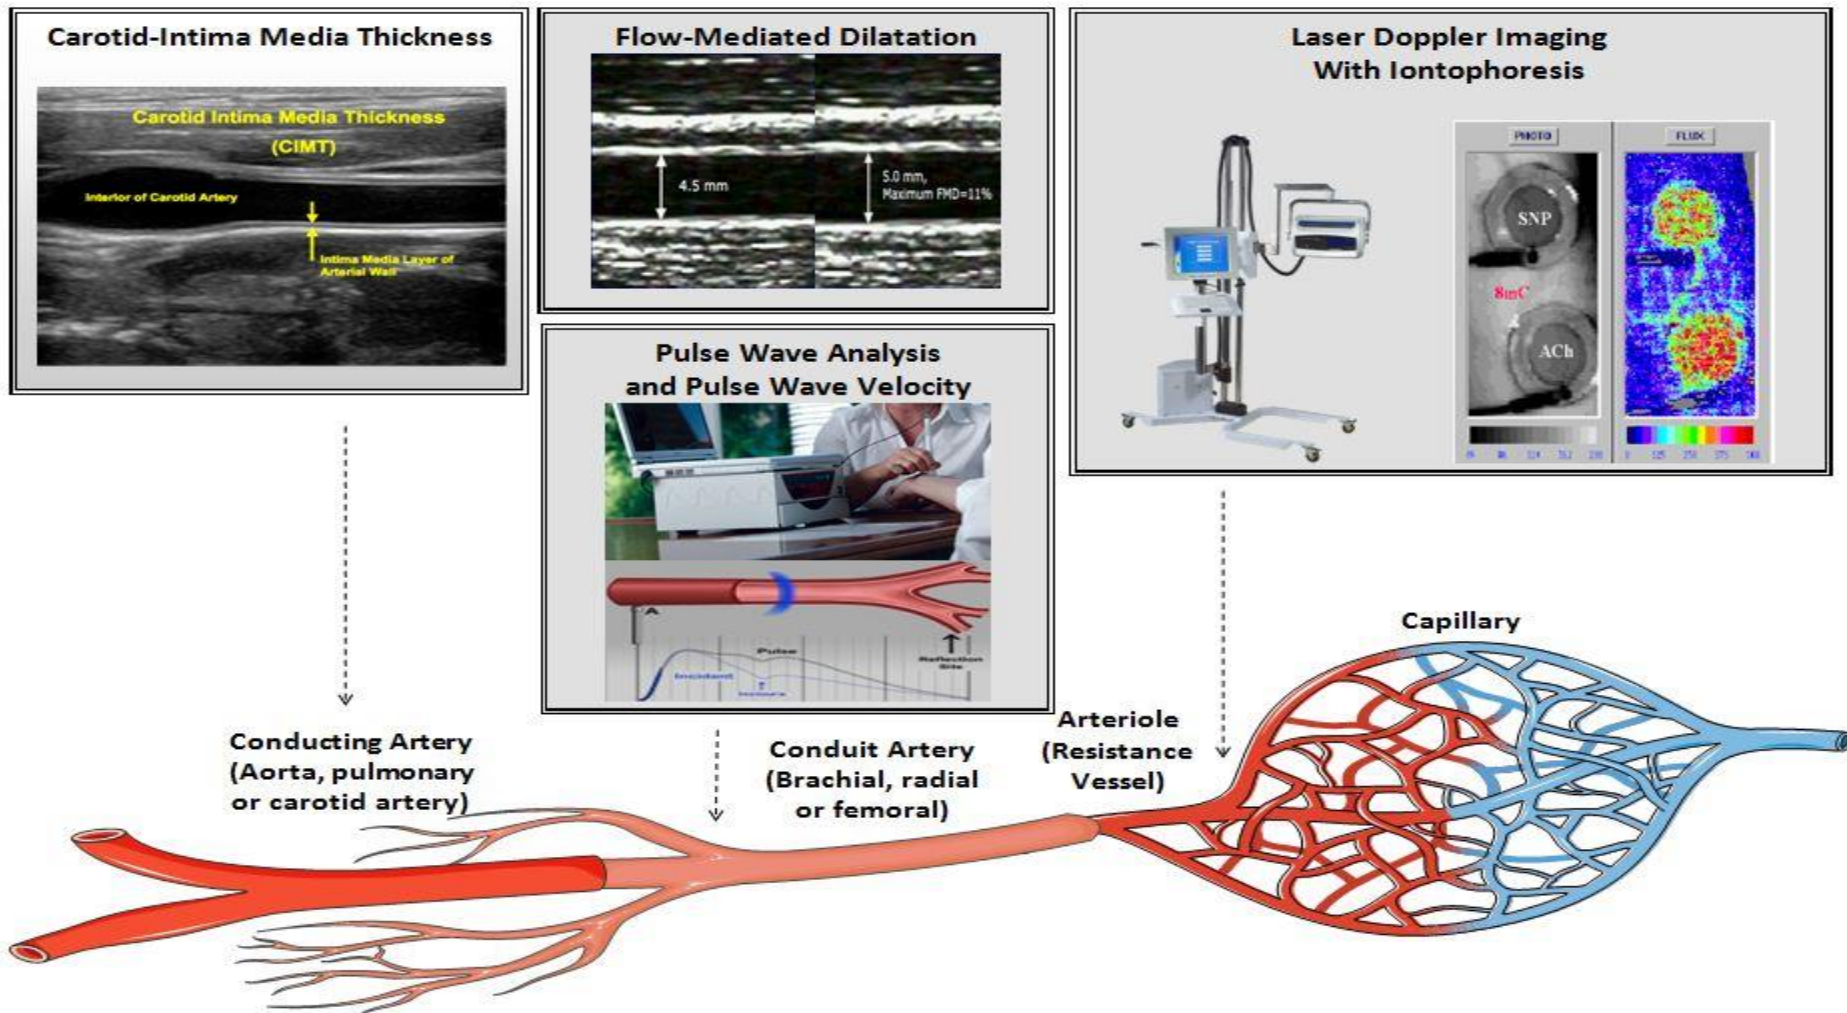 Carotid-Intima Media Thickness
Carotid Intima Media Thickness
(CIMT)
Interior of Carotid Artery
Intima Media Layer of
Arterial Wall
Flow-Mediated Dilatation
4.5 mm
5.0 mm,
Maximum FMD=11%
Pulse Wave Analysis
and Pulse Wave Velocity
A
Reflection
Site
Pulse
Incident
Laser Doppler Imaging
With Iontophoresis
PHOTO
FLUX
SNP
8mC
ACh
Conducting Artery
(Aorta, pulmonary
or carotid artery)
Conduit Artery
(Brachial, radial
or femoral)
Arteriole
(Resistance
Vessel)
Capillary